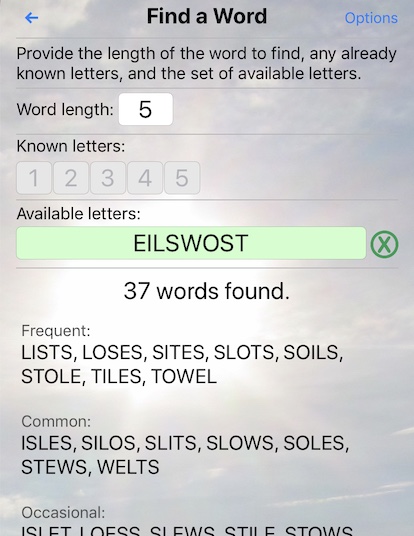 Find a Word
Options
Provide the length of the word to find, any already
known letters, and the set of available letters.
Word length: 5
Known letters:
1 2 3 4 5
Available letters:
EILSWOST
37 words found.
Frequent:
LISTS, LOSES, SITES, SLOTS, SOILS,
STOLE, TILES, TOWEL
Common:
ISLES, SILOS, SLITS, SLOWS, SOLES,
STEWS, WELTS
Occasional:
ISLET, LOESS, SLEWS, STILE, STOWS,